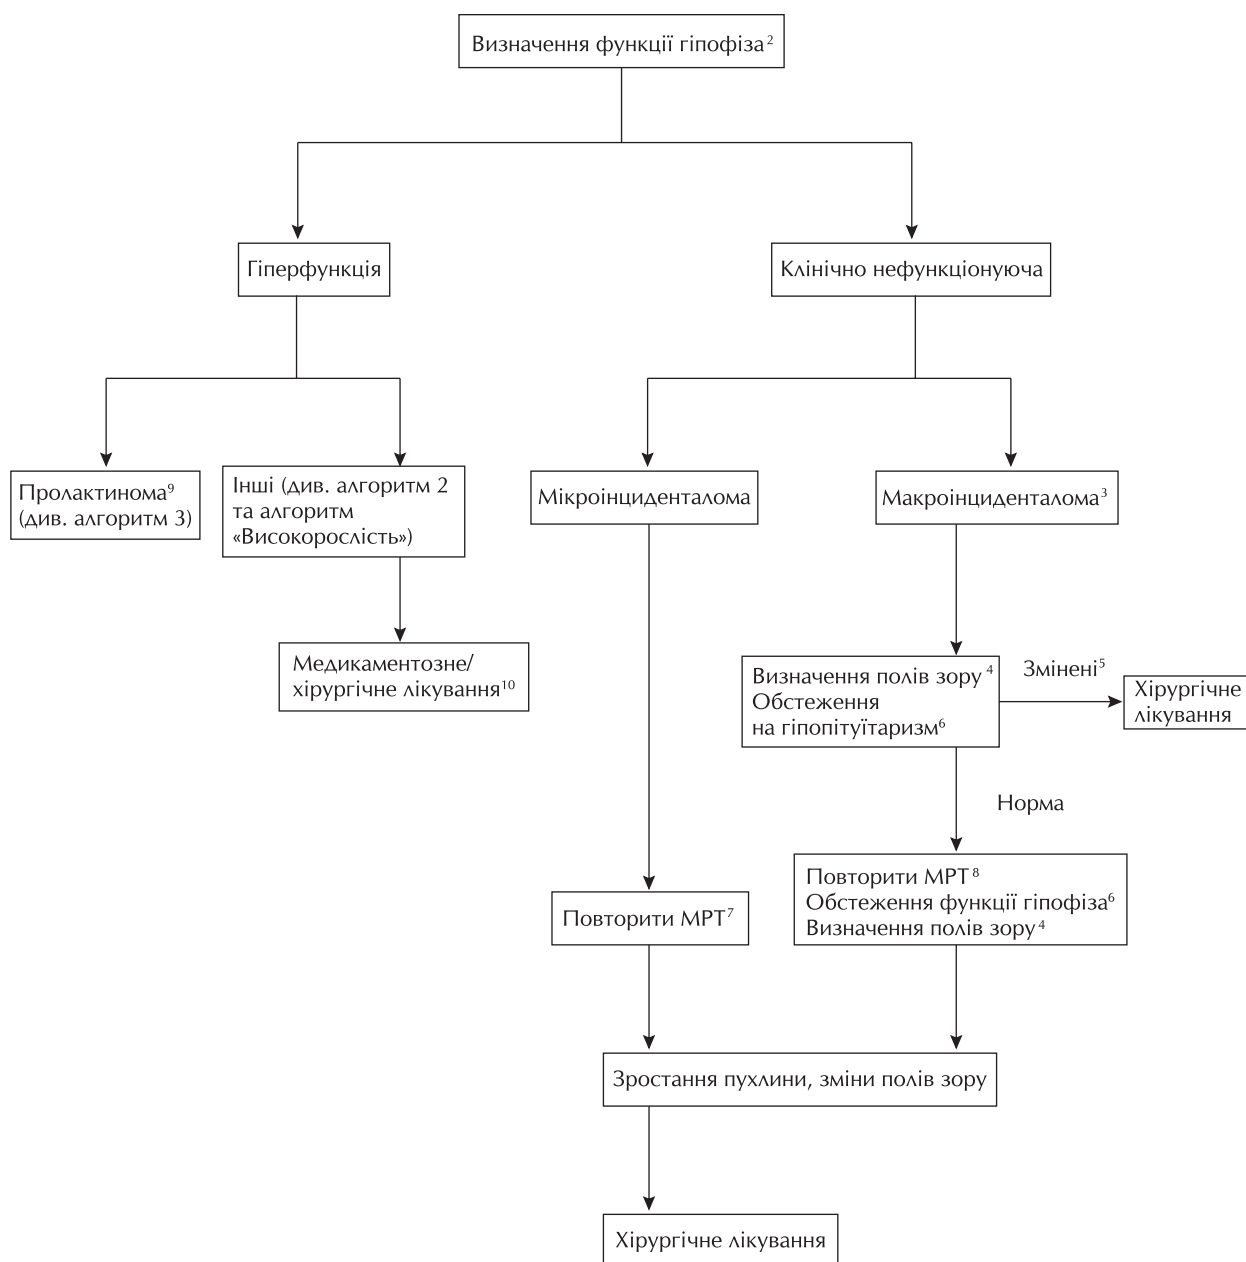 Визначення функції гіпофіза²
Гіперфункція
Клінічно нефункціонуюча
Пролактинома⁹
(див. алгоритм 3)
Інші (див. алгоритм 2
та алгоритм
«Високорослість»)
Мікроінциденталома
Макроінциденталома³
Медикаментозне/
хірургічне лікування¹⁰
Визначення полів зору⁴
Обстеження
на гіпопітуїтаризм⁶
Змінені⁵
Хірургічне
лікування
Норма
Повторити МРТ⁷
Повторити МРТ⁸
Обстеження функції гіпофіза⁶
Визначення полів зору⁴
Зростання пухлини, зміни полів зору
Хірургічне лікування